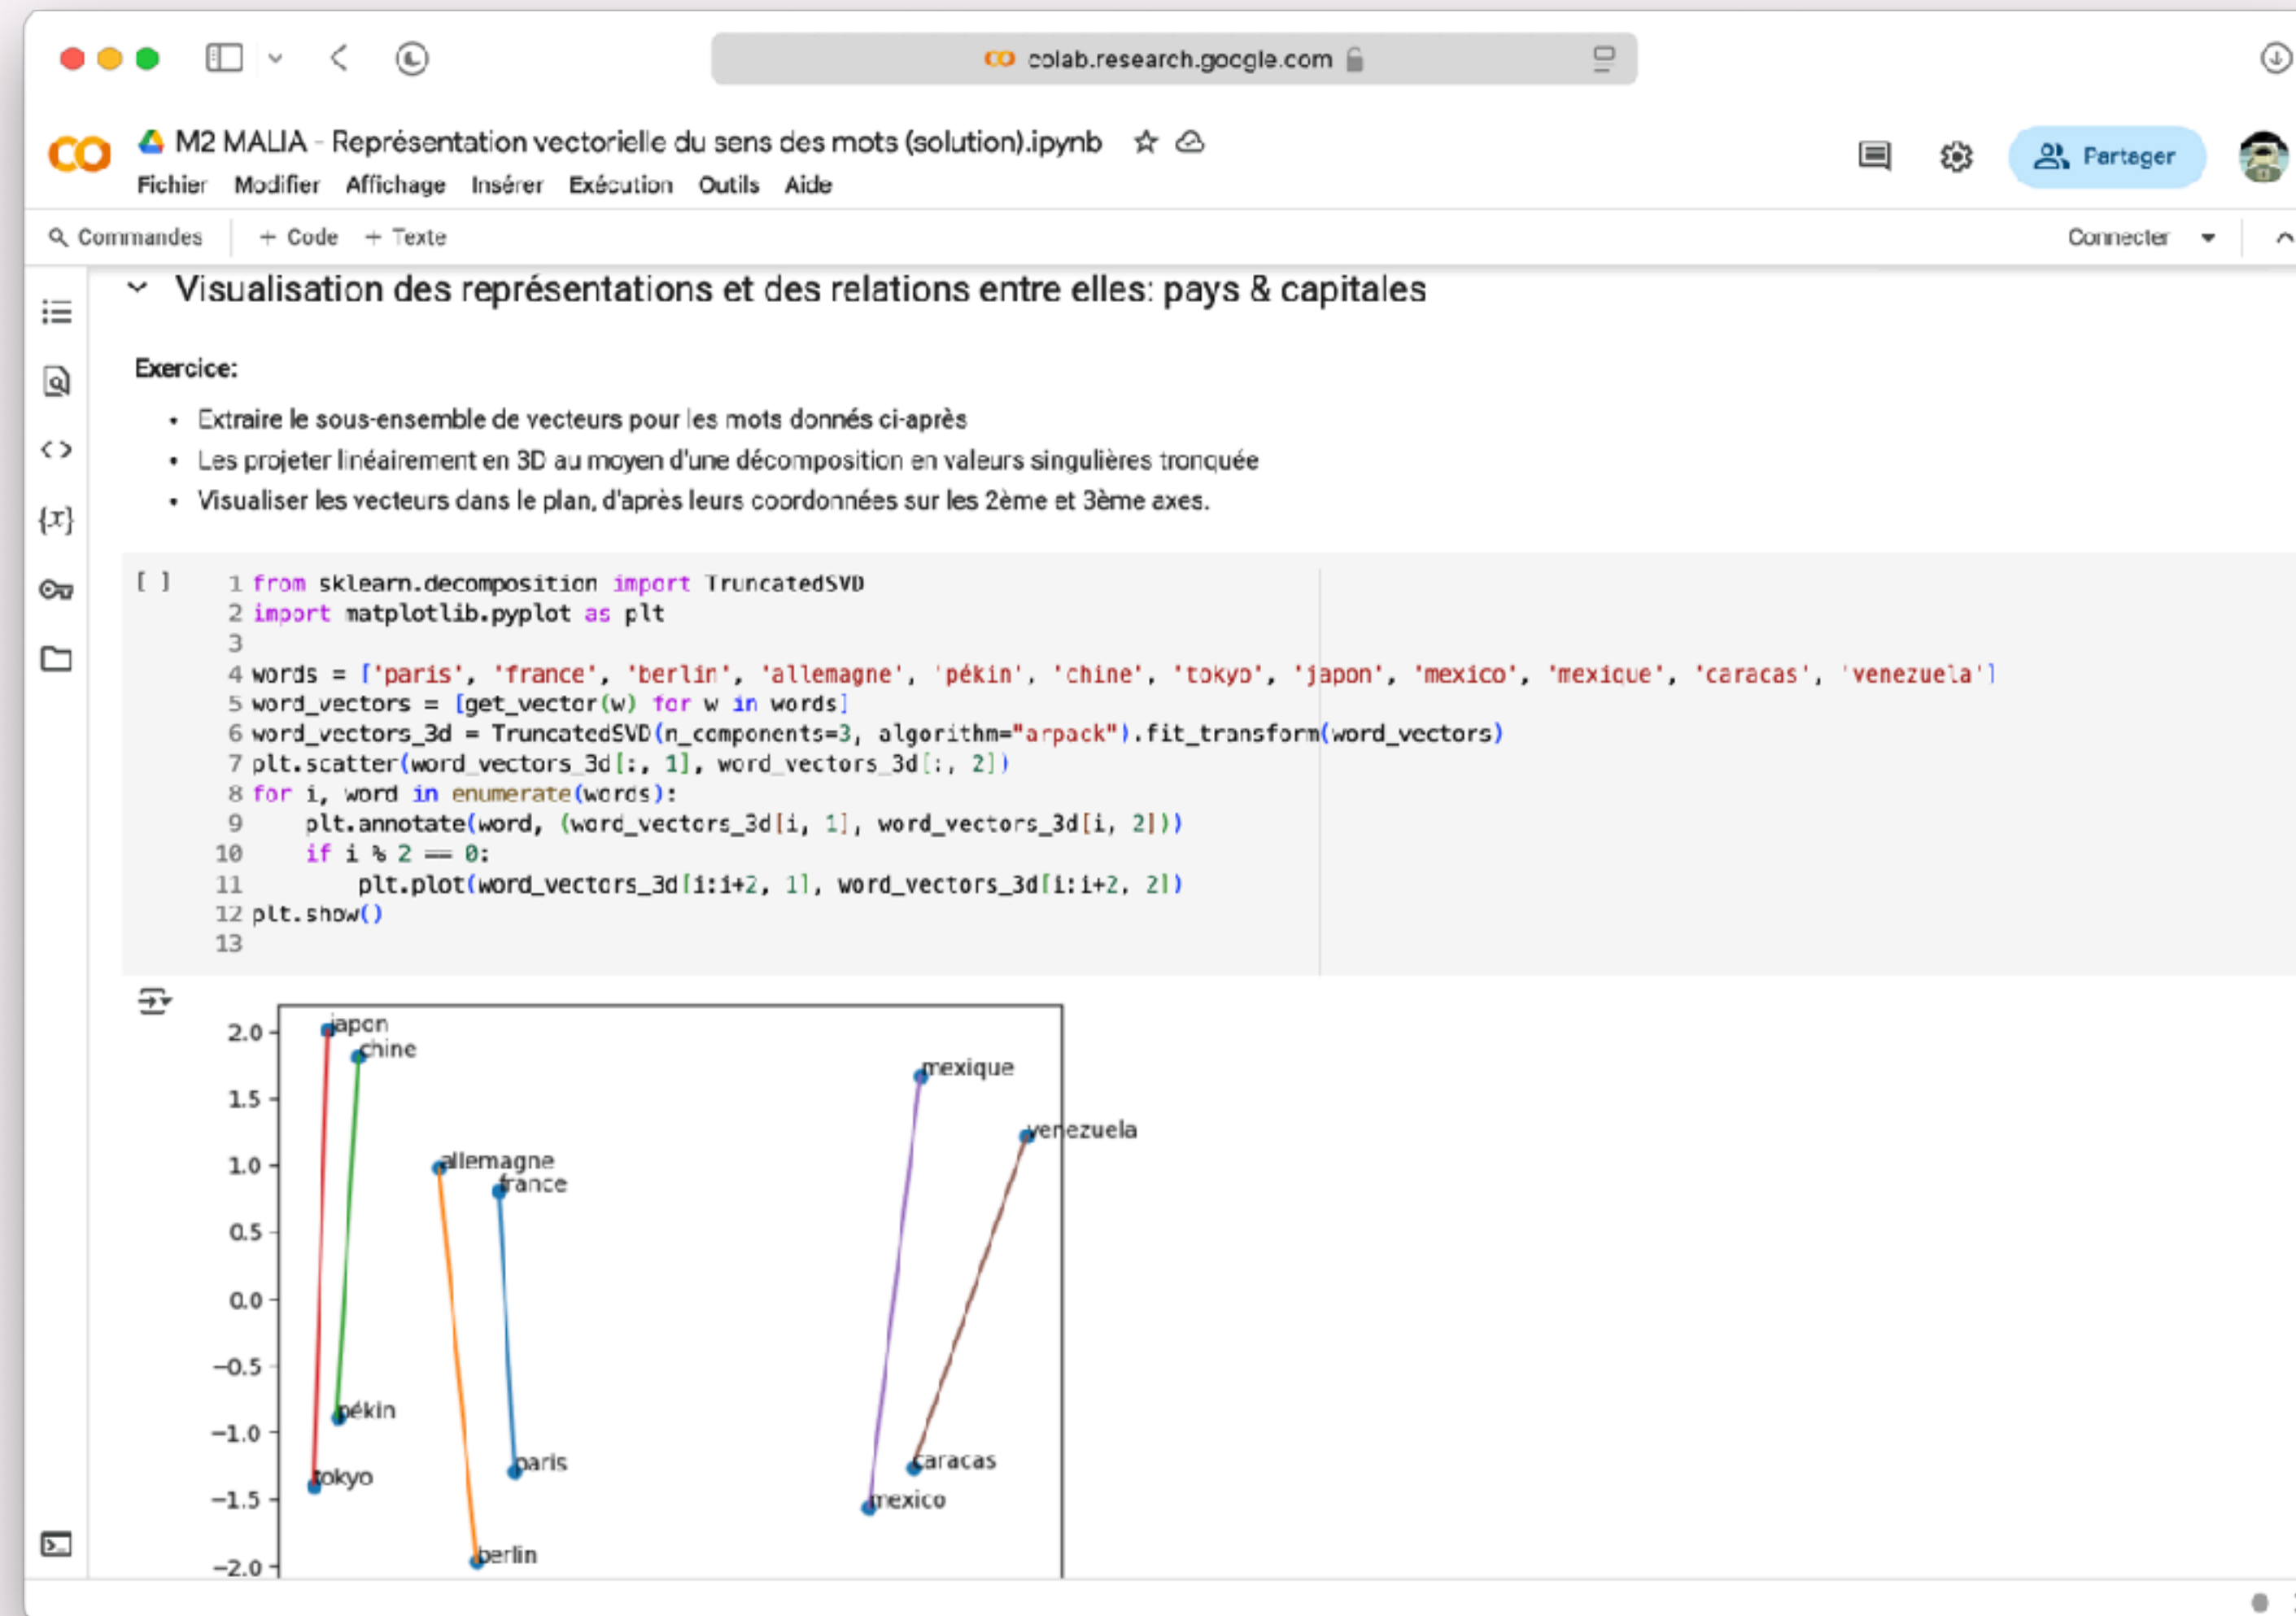 colab.research.google.com
M2 MALIA - Représentation vectorielle du sens des mots (solution).ipynb
Partager
Fichier Modifier Affichage Insérer Exécution Outils Aide
Commandes + Code + Texte Connecter
Visualisation des représentations et des relations entre elles: pays & capitales
Exercice:
• Extraire le sous-ensemble de vecteurs pour les mots donnés ci-après
• Les projeter linéairement en 3D au moyen d'une décomposition en valeurs singulières tronquée
• Visualiser les vecteurs dans le plan, d'après leurs coordonnées sur les 2ème et 3ème axes.
[ ] 1 from sklearn.decomposition import TruncatedSVD
2 import matplotlib.pyplot as plt
3
4 words = ['paris', 'france', 'berlin', 'allemagne', 'pékin', 'chine', 'tokyo', 'japon', 'mexico', 'mexique', 'caracas', 'venezuela']
5 word_vectors = [get_vector(w) for w in words]
6 word_vectors_3d = TruncatedSVD(n_components=3, algorithm="arpack").fit_transform(word_vectors)
7 plt.scatter(word_vectors_3d[:, 1], word_vectors_3d[:, 2])
8 for i, word in enumerate(words):
9     plt.annotate(word, (word_vectors_3d[i, 1], word_vectors_3d[i, 2]))
10     if i % 2 == 0:
11         plt.plot(word_vectors_3d[i:i+2, 1], word_vectors_3d[i:i+2, 2])
12 plt.show()
13
2.0
japon
chine
mexique
1.5
venezuela
1.0
allemagne
france
0.5
0.0
−0.5
pékin
−1.0
paris
caracas
tokyo
−1.5
mexico
berlin
−2.0